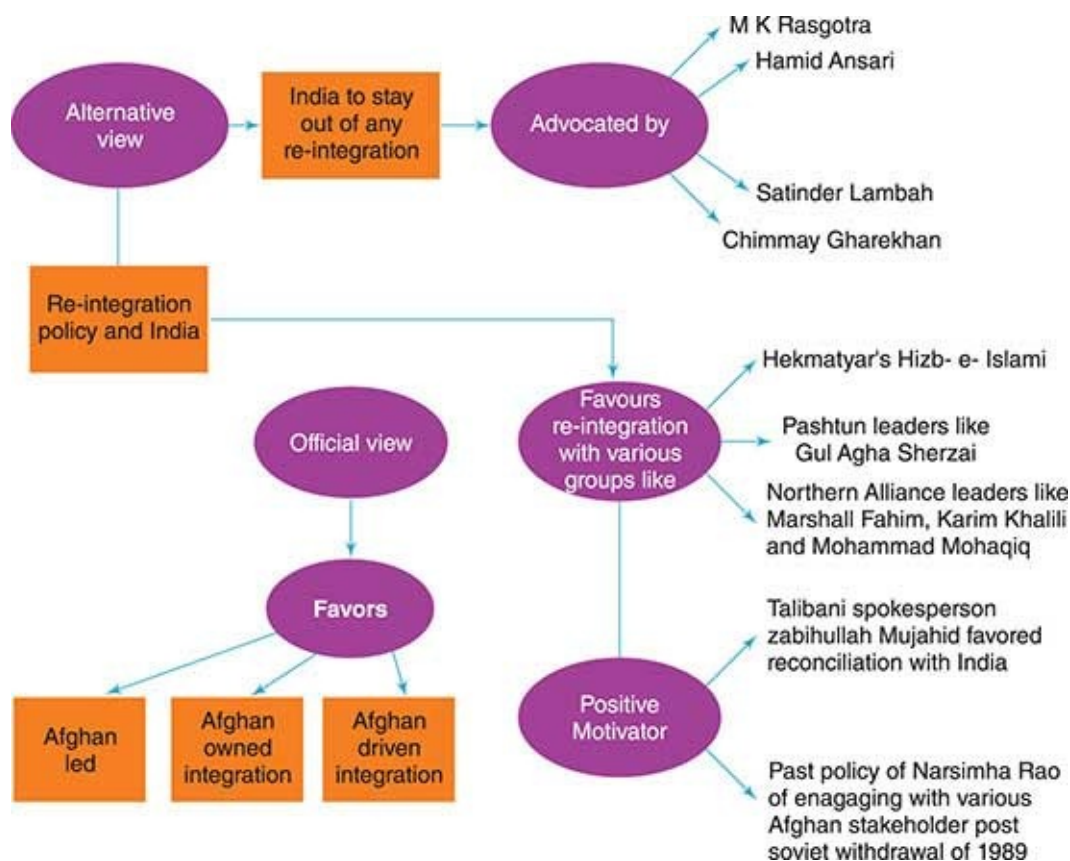 M K Rasgotra
Hamid Ansari
Alternative
view
India to stay
out of any
re-integration
Advocated by
Satinder Lambah
Chimmay Gharekhan
Re-integration
policy and India
Hekmatyar's Hizb- e- Islami
Official view
Favours
re-integration
with various
groups like
Pashtun leaders like
Gul Agha Sherzai
Northern Alliance leaders like
Marshall Fahim, Karim Khalili
and Mohammad Mohaqiq
Favors
Talibani spokesperson
zabihullah Mujahid favored
reconciliation with India
Afghan
led
Afghan
owned
integration
Afghan
driven
integration
Positive
Motivator
Past policy of Narsimha Rao
of enagaging with various
Afghan stakeholder post
soviet withdrawal of 1989